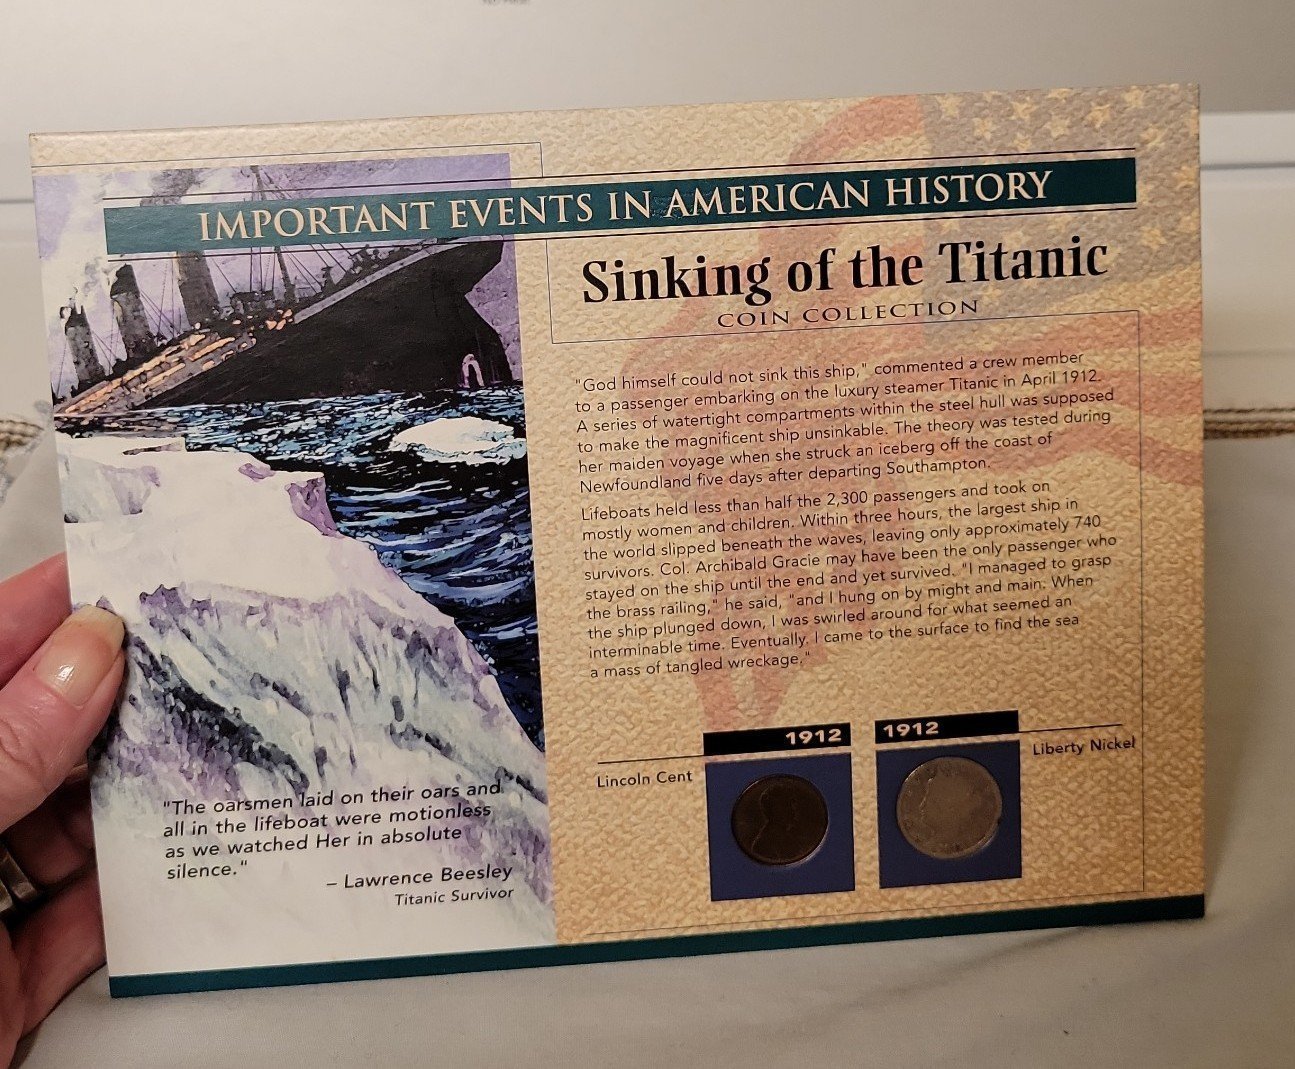 IMPORTANT EVENTS IN AMERICAN HISTORY
Sinking of the Titanic
COIN COLLECTION
"God himself could not sink this ship," commented a crew member
to a passenger embarking on the luxury steamer Titanic in April 1912.
A series of watertight compartments within the steel hull was supposed
to make the magnificent ship unsinkable. The theory was tested during
her maiden voyage when she struck an iceberg off the coast of
Newfoundland five days after departing Southampton.
Lifeboats held less than half the 2,300 passengers and took on
mostly women and children. Within three hours, the largest ship in
the world slipped beneath the waves, leaving only approximately 740
survivors. Col. Archibald Gracie may have been the only passenger who
stayed on the ship until the end and yet survived. "I managed to grasp
the brass railing," he said, "and I hung on by might and main. When
the ship plunged down, I was swirled around for what seemed an
interminable time. Eventually, I came to the surface to find the sea
a mass of tangled wreckage."
1912
Lincoln Cent
1912
Liberty Nickel
"The oarsmen laid on their oars and
all in the lifeboat were motionless
as we watched Her in absolute
silence."
– Lawrence Beesley
Titanic Survivor